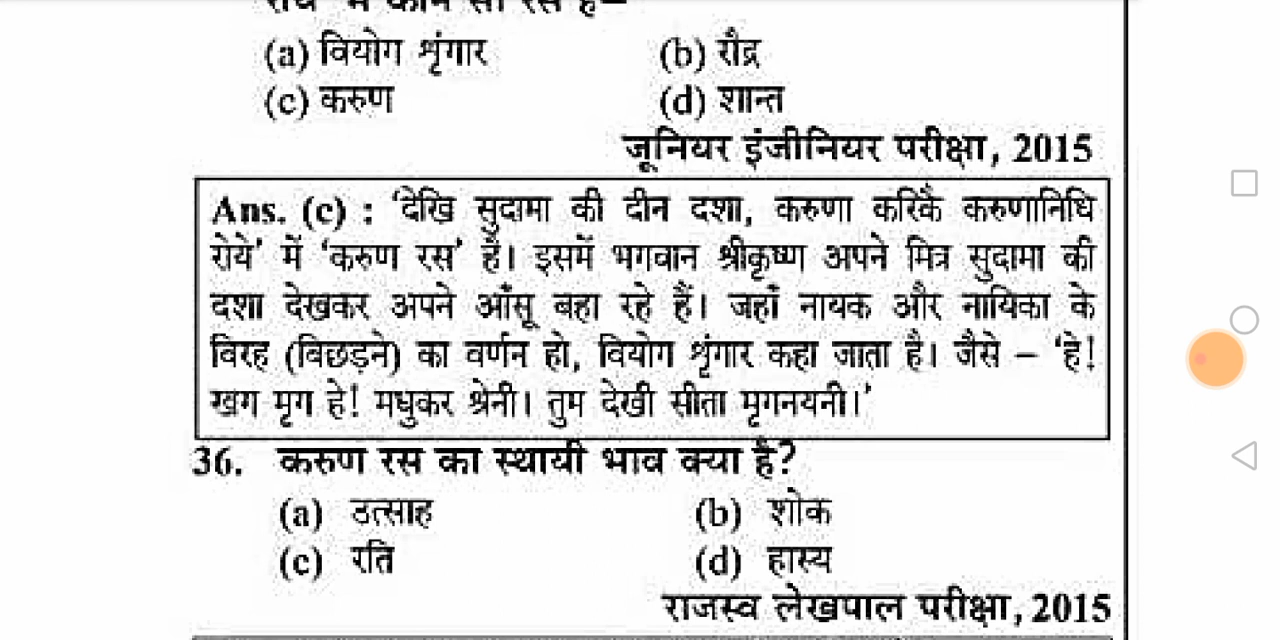 (a) वियोग शृंगार (b) रौद्र
(c) करुण (d) शान्त
जूनियर इंजीनियर परीक्षा, 2015
Ans. (c) : ‘देखि सुदामा की दीन दशा, करुणा करिकै करुणानिधि
रोये’ में ‘करुण रस’ है। इसमें भगवान श्रीकृष्ण अपने मित्र सुदामा की
दशा देखकर अपने आँसू बहा रहे हैं। जहाँ नायक और नायिका के
विरह (बिछड़ने) का वर्णन हो, वियोग शृंगार कहा जाता है। जैसे – ‘हे!
खग मृग हे! मधुकर श्रेनी। तुम देखी सीता मृगनयनी।’
36. करुण रस का स्थायी भाव क्या है?
(a) उत्साह (b) शोक
(c) रति (d) हास्य
राजस्व लेखपाल परीक्षा, 2015